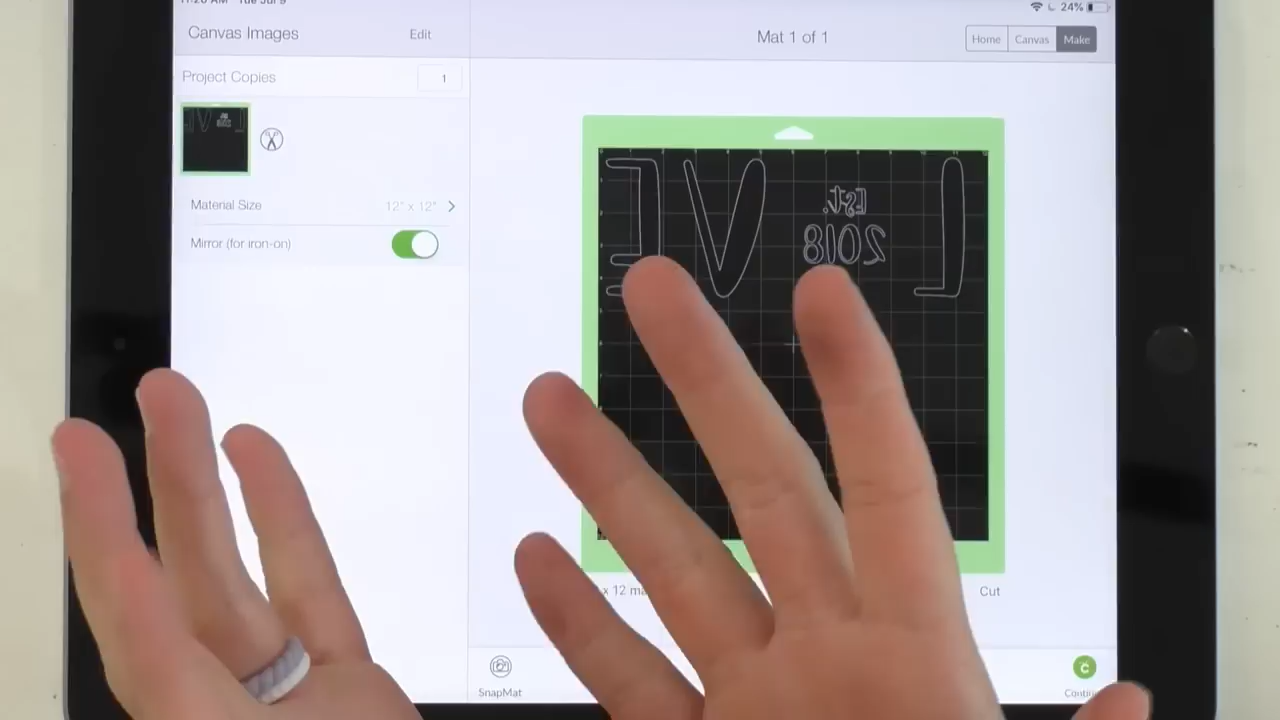 24%
Canvas Images
Edit
Mat 1 of 1
Home
Canvas
Make
Project Copies
1
Material Size
12" x 12"
Mirror (for iron-on)
L
V
Est.
2018
x 12
Cut
SnapMat